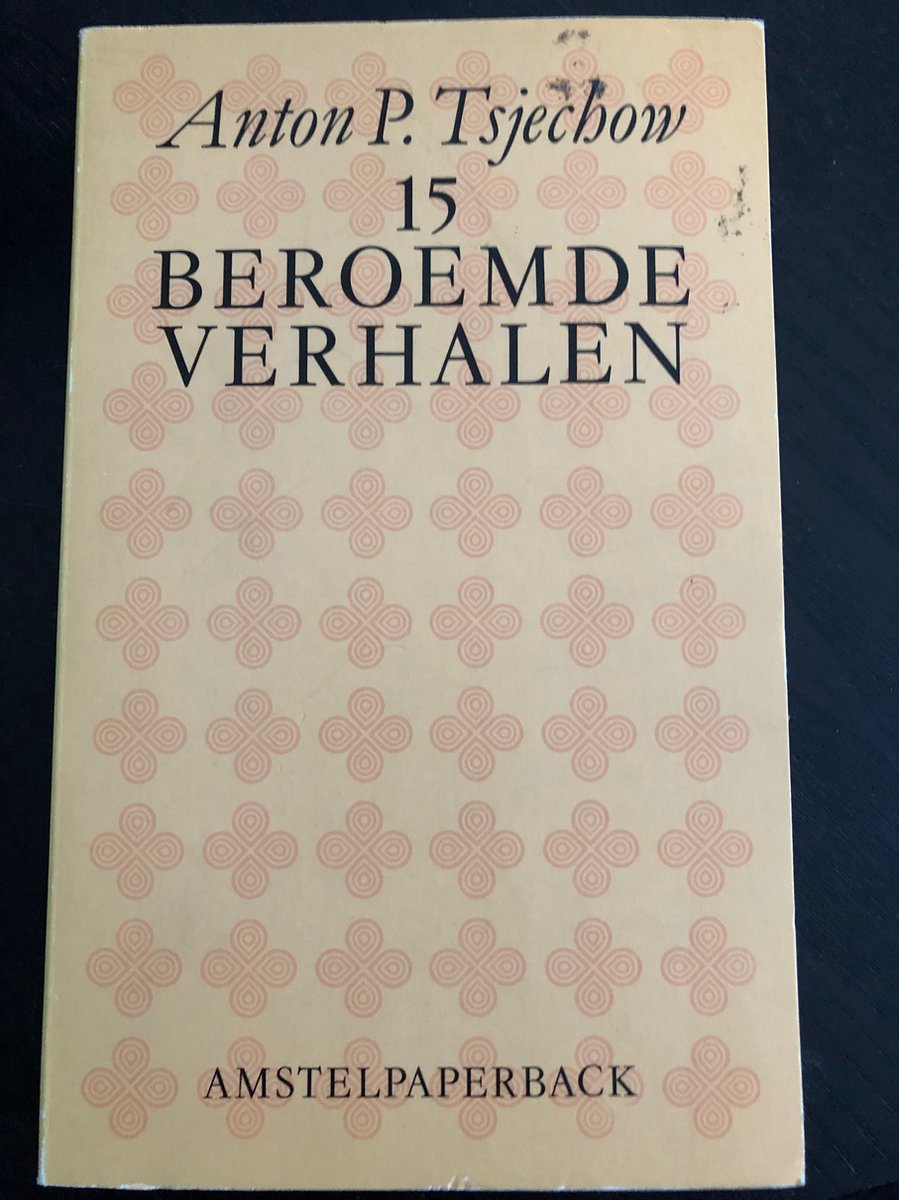 Anton P. Tsjechow
15
BEROEMDE
VERHALEN
AMSTELPAPERBACK